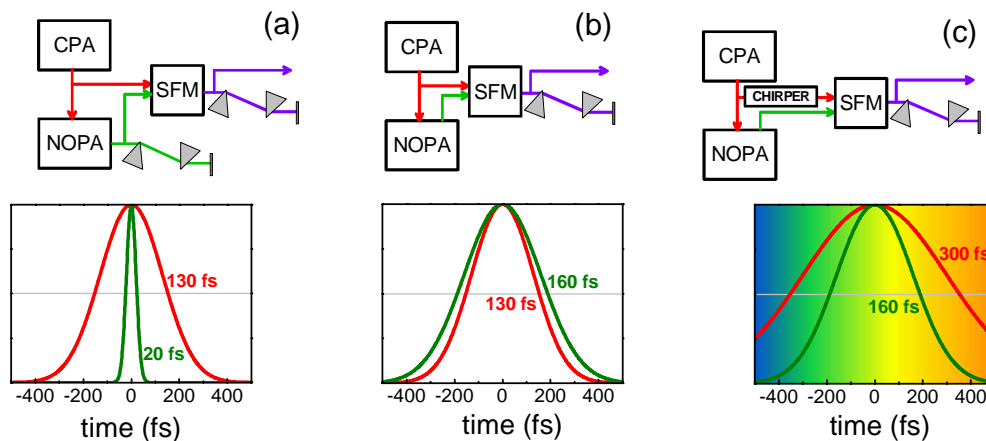 (a)
CPA
SFM
NOPA
130 fs
20 fs
-400 -200 0 200 400
time (fs)
(b)
CPA
SFM
NOPA
160 fs
130 fs
-400 -200 0 200 400
time (fs)
(c)
CPA
CHIRPER
SFM
NOPA
300 fs
160 fs
-400 -200 0 200 400
time (fs)